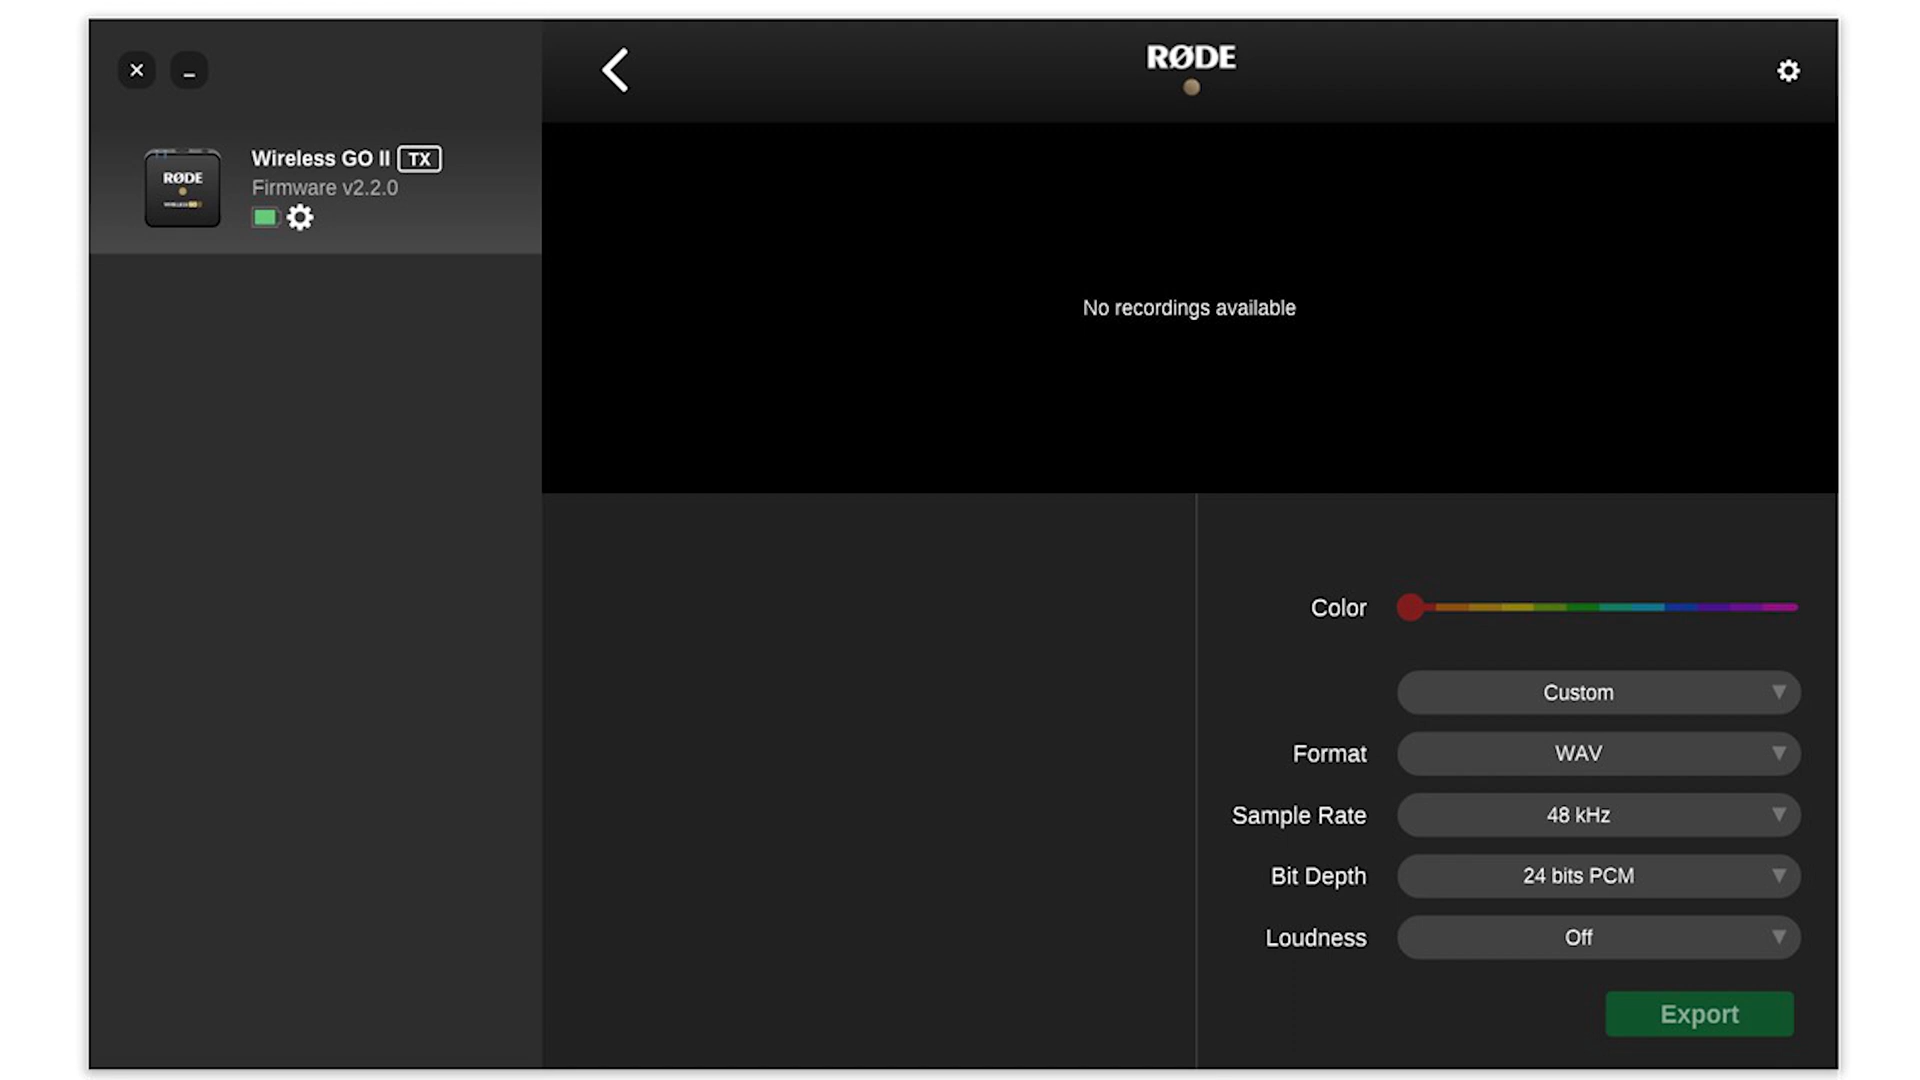 RØDE
Wireless GO II TX
Firmware v2.2.0
RØDE
No recordings available
Color
Custom
Format WAV
Sample Rate 48 kHz
Bit Depth 24 bits PCM
Loudness Off
Export